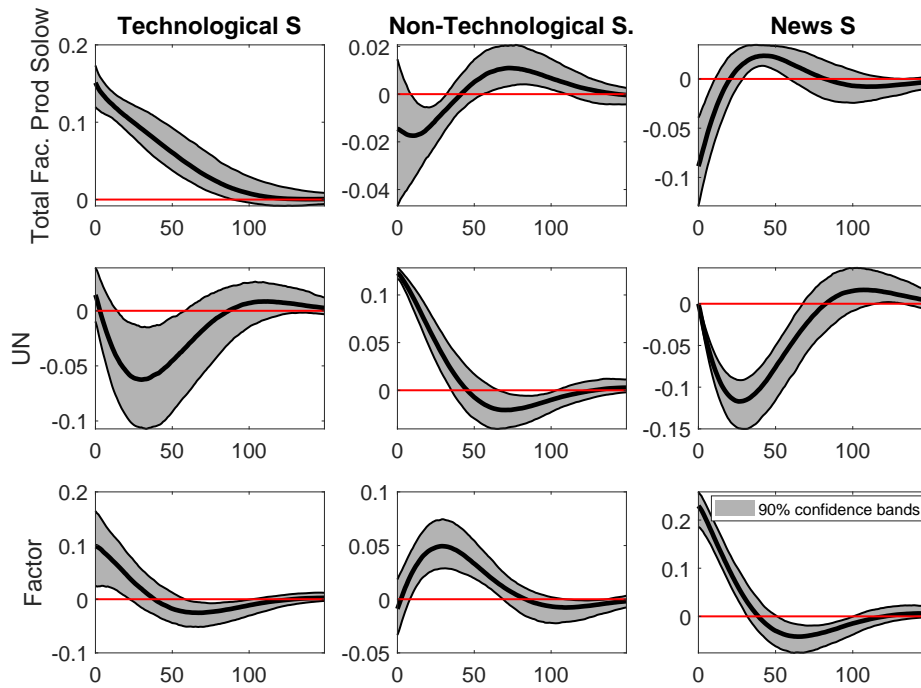 Technological S
Non-Technological S.
News S
Total Fac. Prod Solow
0.2
0.1
0
0 50 100
0.02
0
-0.02
-0.04
0 50 100
0
-0.05
-0.1
0 50 100
UN
0
-0.05
-0.1
0 50 100
0.1
0.05
0
0 50 100
0
-0.05
-0.1
-0.15
0 50 100
Factor
0.2
0.1
0
-0.1
0 50 100
0.1
0.05
0
-0.05
0 50 100
0.2
0.1
0
0 50 100
90% confidence bands